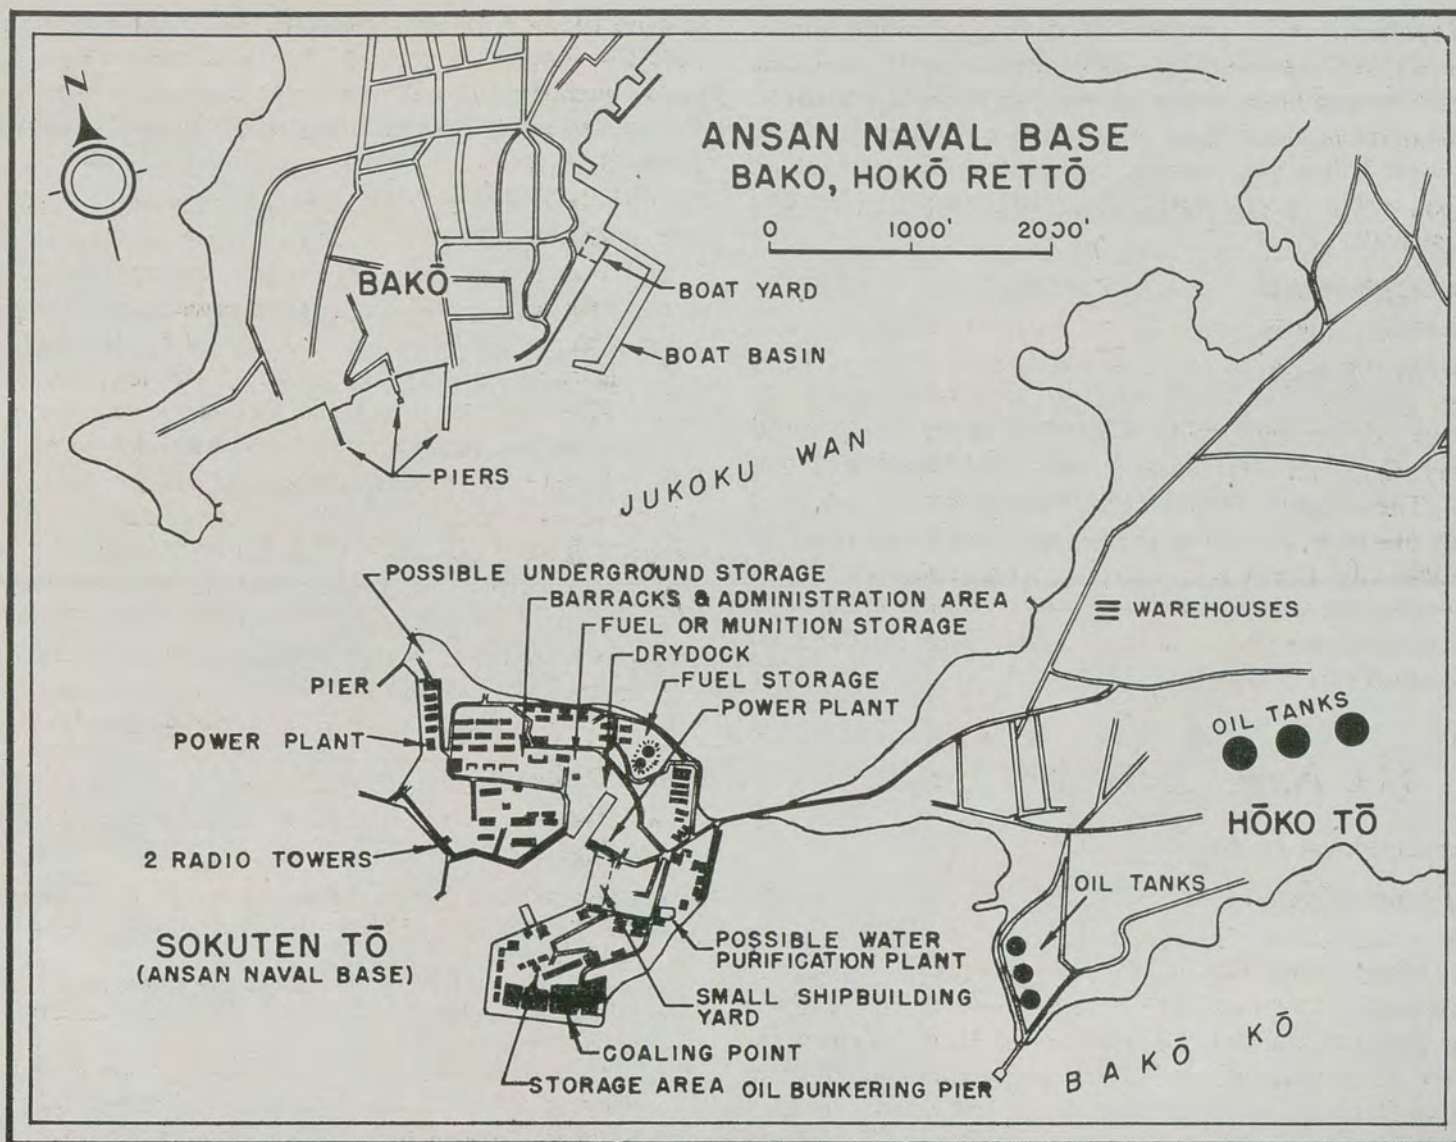 N
ANSAN NAVAL BASE
BAKO, HOKŌ RETTŌ
0 1000' 2000'
BAKŌ
BOAT YARD
BOAT BASIN
PIERS
JUKOKU WAN
POSSIBLE UNDERGROUND STORAGE
BARRACKS & ADMINISTRATION AREA
FUEL OR MUNITION STORAGE
DRYDOCK
FUEL STORAGE
POWER PLANT
PIER
POWER PLANT
WAREHOUSES
OIL TANKS
HŌKO TŌ
2 RADIO TOWERS
OIL TANKS
SOKUTEN TŌ
(ANSAN NAVAL BASE)
POSSIBLE WATER
PURIFICATION PLANT
SMALL SHIPBUILDING
YARD
COALING POINT
STORAGE AREA
OIL BUNKERING PIER
BAKŌ KŌ